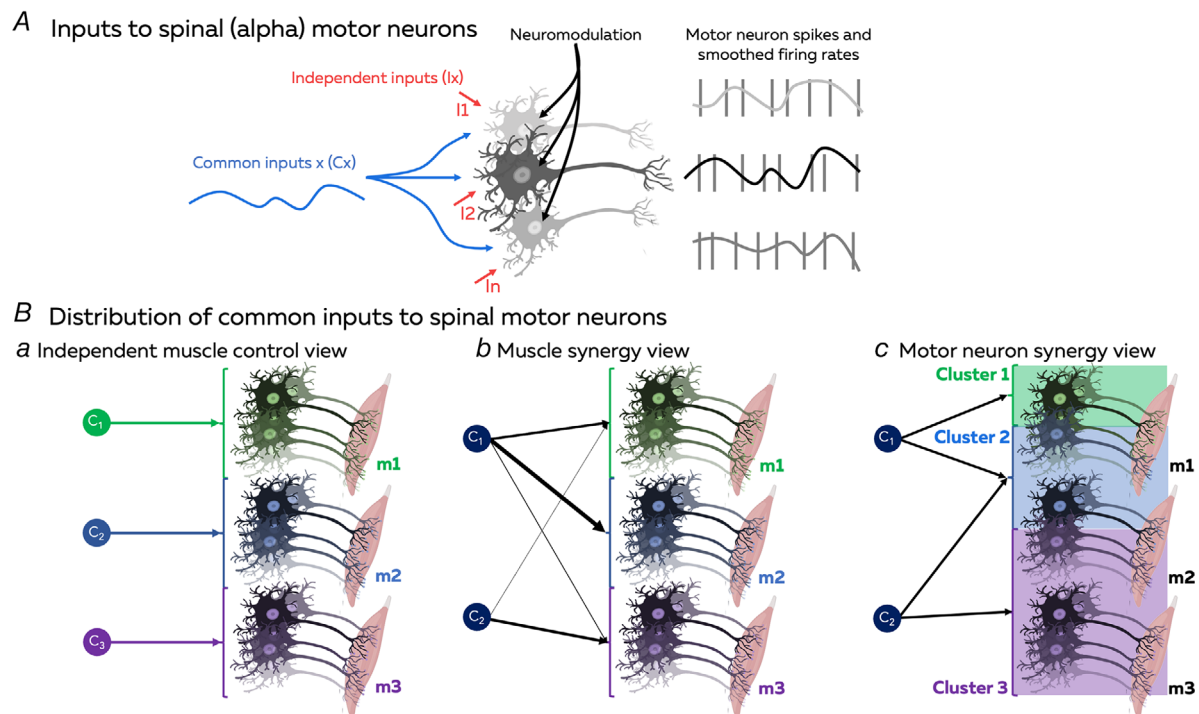 A Inputs to spinal (alpha) motor neurons
Neuromodulation
Motor neuron spikes and
smoothed firing rates
Independent inputs (Ix)
I1
Common inputs x (Cx)
I2
In
B Distribution of common inputs to spinal motor neurons
a Independent muscle control view
C1
m1
C2
m2
C3
m3
b Muscle synergy view
C1
m1
m2
C2
m3
c Motor neuron synergy view
Cluster 1
C1
Cluster 2
m1
m2
C2
Cluster 3
m3